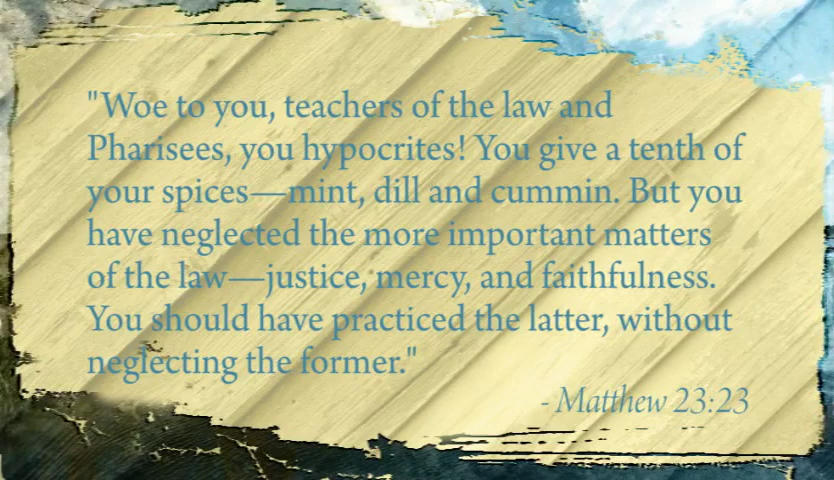 "Woe to you, teachers of the law and
Pharisees, you hypocrites! You give a tenth of
your spices—mint, dill and cummin. But you
have neglected the more important matters
of the law—justice, mercy, and faithfulness.
You should have practiced the latter, without
neglecting the former."
- Matthew 23:23